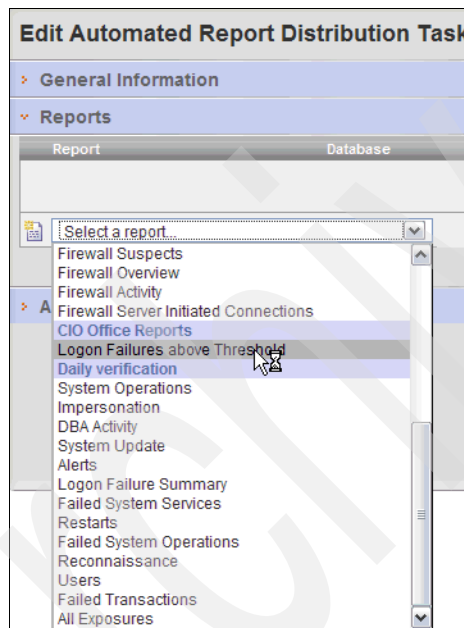 Edit Automated Report Distribution Task
General Information
Reports
Report Database
Select a report...
Firewall Suspects
Firewall Overview
Firewall Activity
Firewall Server Initiated Connections
A
CIO Office Reports
Logon Failures above Threshold
Daily verification
System Operations
Impersonation
DBA Activity
System Update
Alerts
Logon Failure Summary
Failed System Services
Restarts
Failed System Operations
Reconnaissance
Users
Failed Transactions
All Exposures